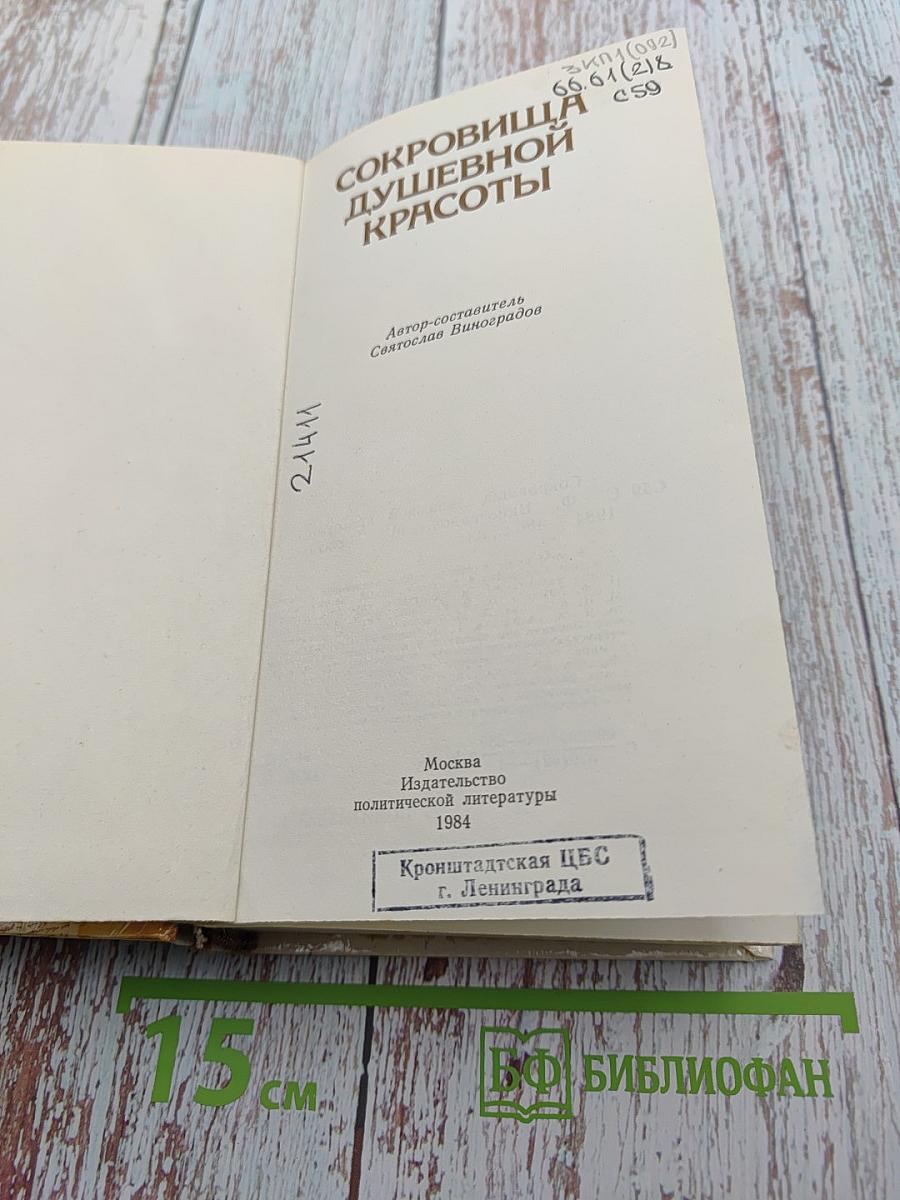 ЗКП1(092)
66.61(2)8
с59
СОКРОВИЩА
ДУШЕВНОЙ
КРАСОТЫ
Автор-составитель
Святослав Виноградов
21411
Москва
Издательство
политической литературы
1984
Кронштадтская ЦБС
г. Ленинграда
15 см
БФ БИБЛИОФАН